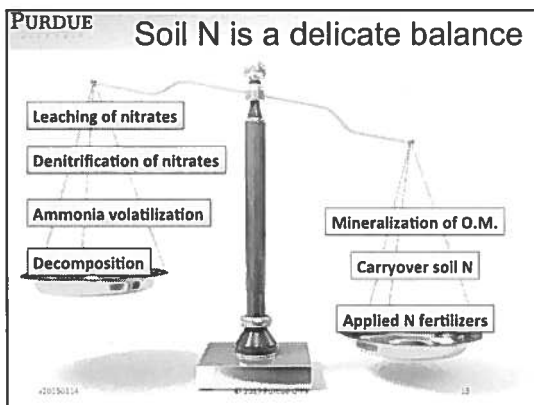 PURDUE
Soil N is a delicate balance
Leaching of nitrates
Denitrification of nitrates
Ammonia volatilization
Decomposition
Mineralization of O.M.
Carryover soil N
Applied N fertilizers